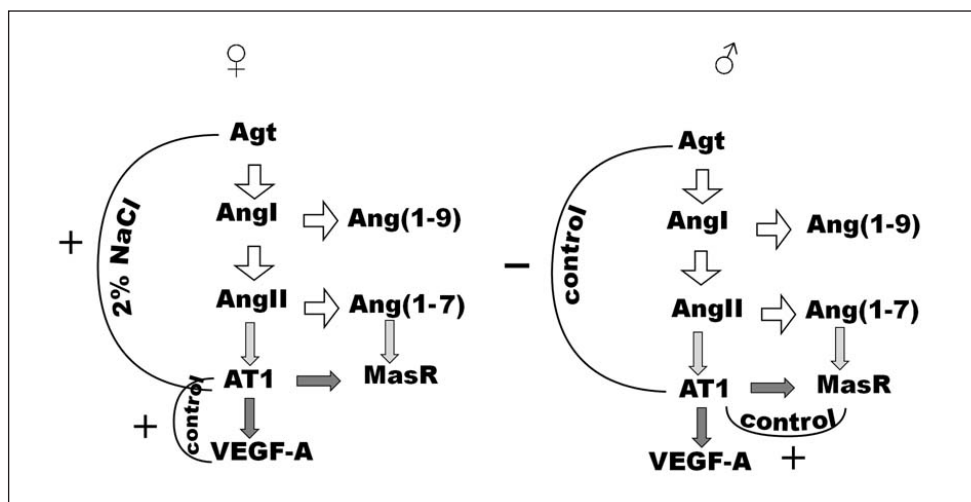 ♀
Agt
AngI
Ang(1-9)
+
2% NaCl
AngII
Ang(1-7)
AT1
MasR
+
control
VEGF-A
♂
Agt
AngI
Ang(1-9)
−
control
AngII
Ang(1-7)
AT1
MasR
control
VEGF-A
+